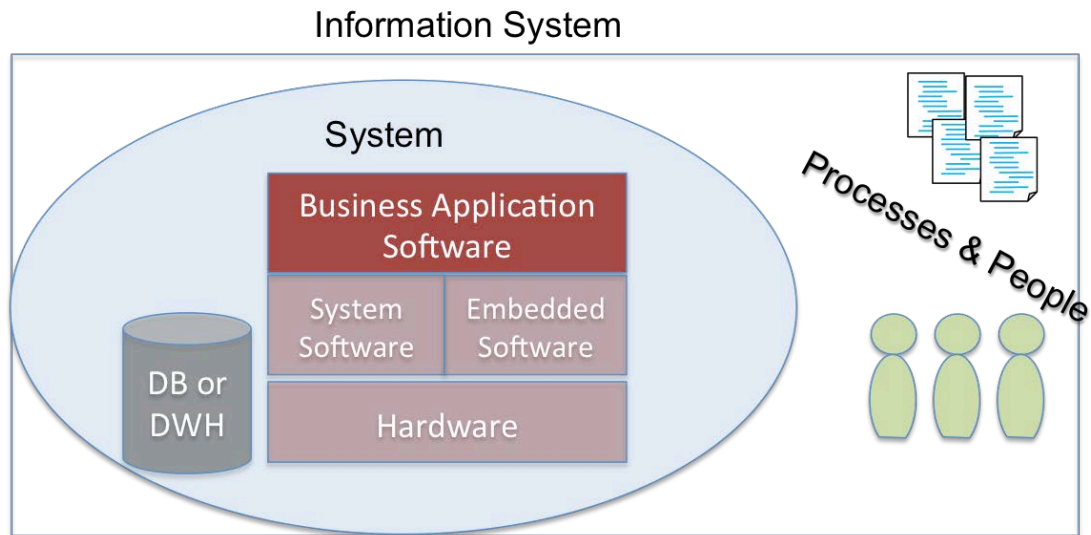 Information System
System
Business Application
Software
System
Software
Embedded
Software
DB or
DWH
Hardware
Processes & People